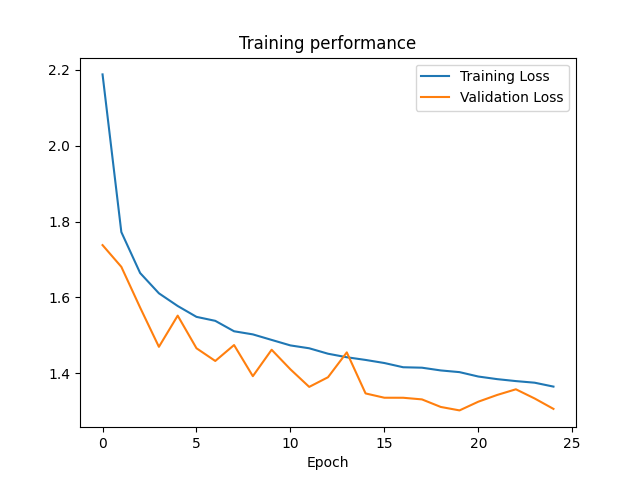 Training performance
Training Loss
Validation Loss
2.2
2.0
1.8
1.6
1.4
0 5 10 15 20 25
Epoch